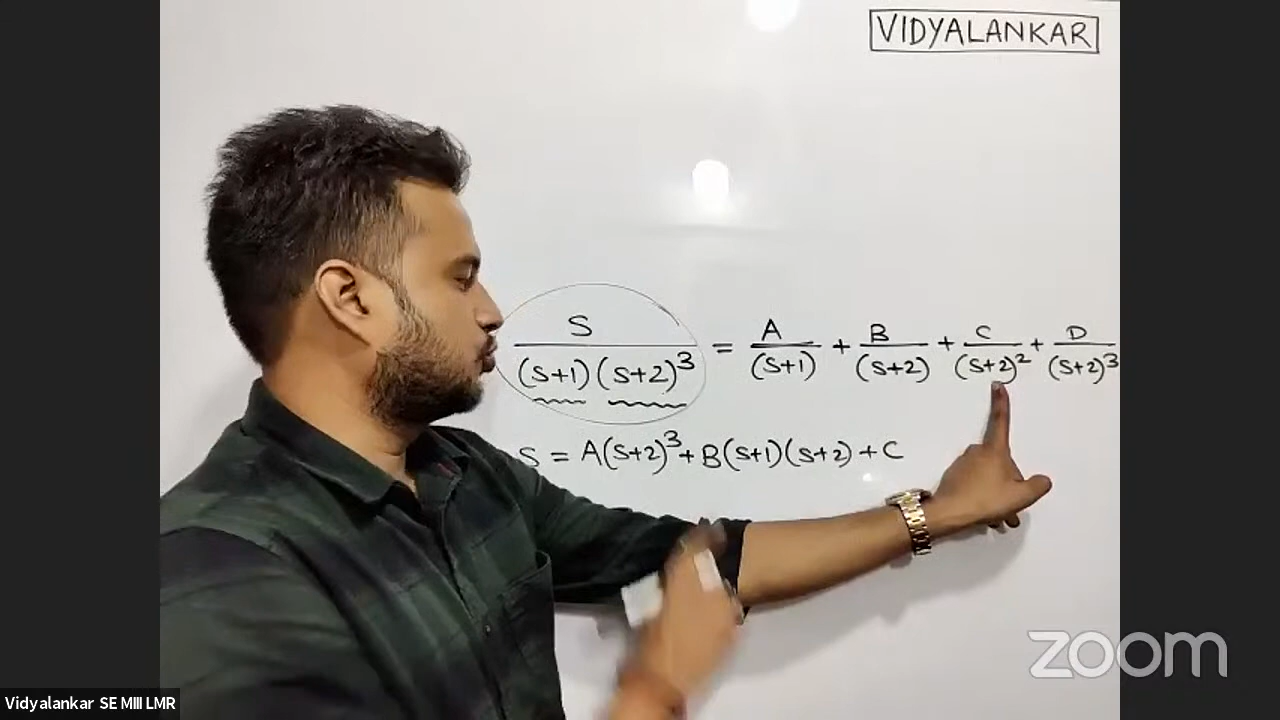 VIDYALANKAR
S/((s+1)(s+2)³) = A/(s+1) + B/(s+2) + C/(s+2)² + D/(s+2)³
S = A(s+2)³ + B(s+1)(s+2) + C
zoom
Vidyalankar SE MIII LMR